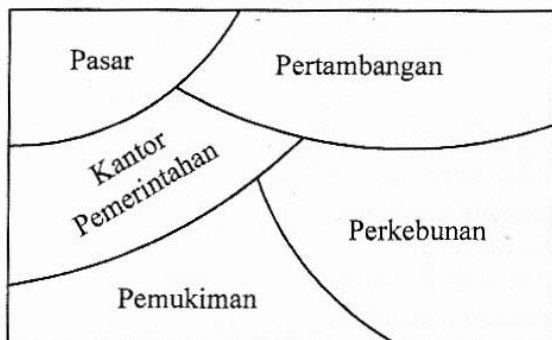 Pasar
Pertambangan
Kantor
Pemerintahan
Perkebunan
Pemukiman